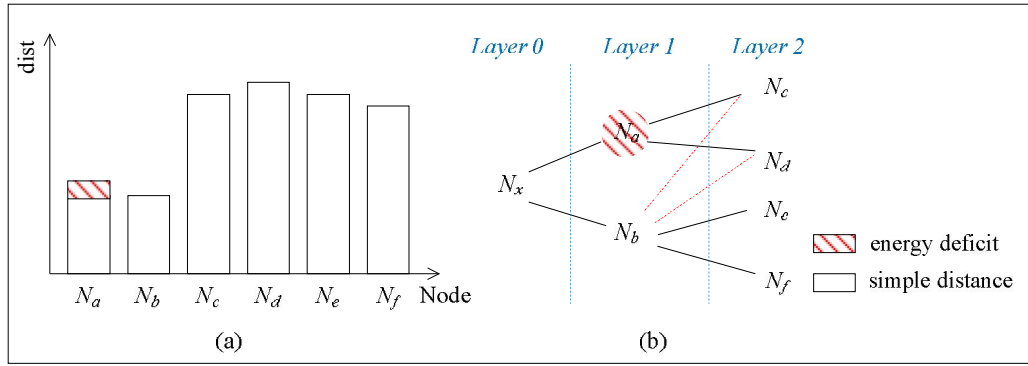 dist
Na Nb Nc Nd Ne Nf Node
(a)
Layer 0 Layer 1 Layer 2
Nx
Na
Nb
Nc
Nd
Ne
Nf
energy deficit
simple distance
(b)